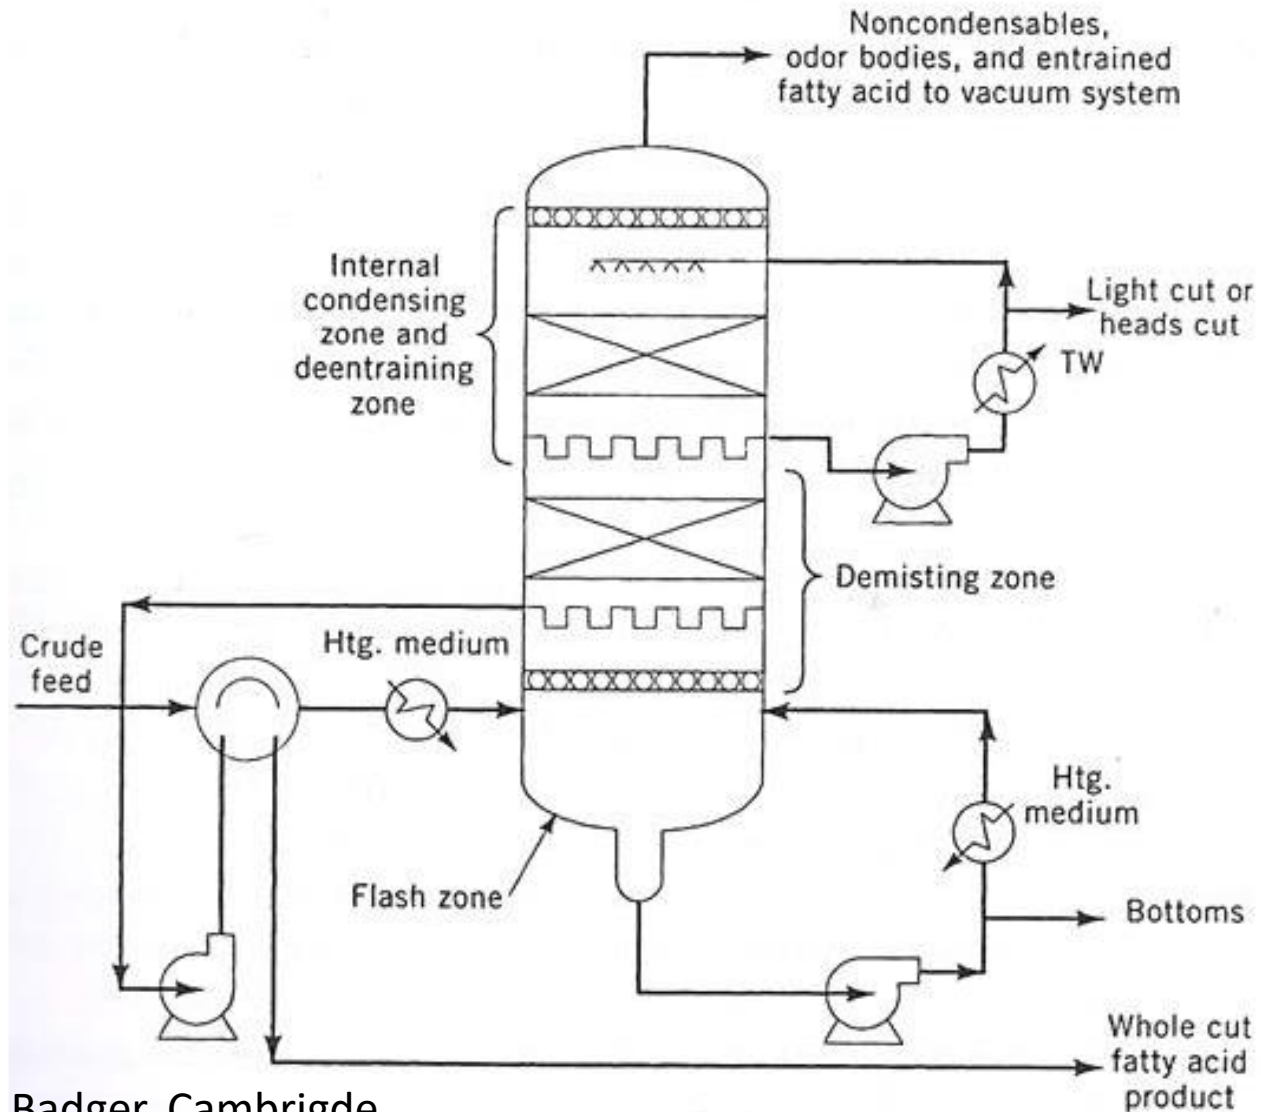 Noncondensables,
odor bodies, and entrained
fatty acid to vacuum system
Internal
condensing
zone and
deentraining
zone
Light cut or
heads cut
TW
Demisting zone
Crude
feed
Htg. medium
Htg.
medium
Flash zone
Bottoms
Whole cut
fatty acid
product
Badger, Cambrigde